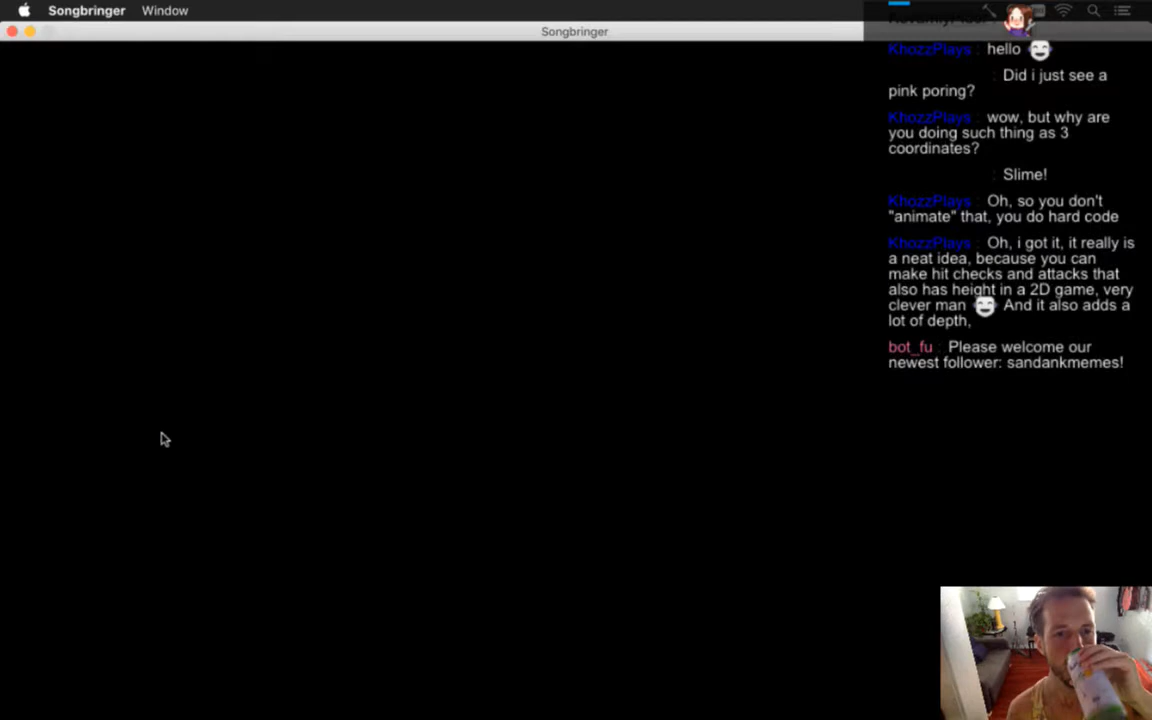 Songbringer Window
Songbringer
KhozzPlays : hello
: Did i just see a
pink poring?
KhozzPlays : wow, but why are
you doing such thing as 3
coordinates?
: Slime!
KhozzPlays : Oh, so you don't
"animate" that, you do hard code
KhozzPlays : Oh, i got it, it really is
a neat idea, because you can
make hit checks and attacks that
also has height in a 2D game, very
clever man And it also adds a
lot of depth,
bot_fu : Please welcome our
newest follower: sandankmemes!